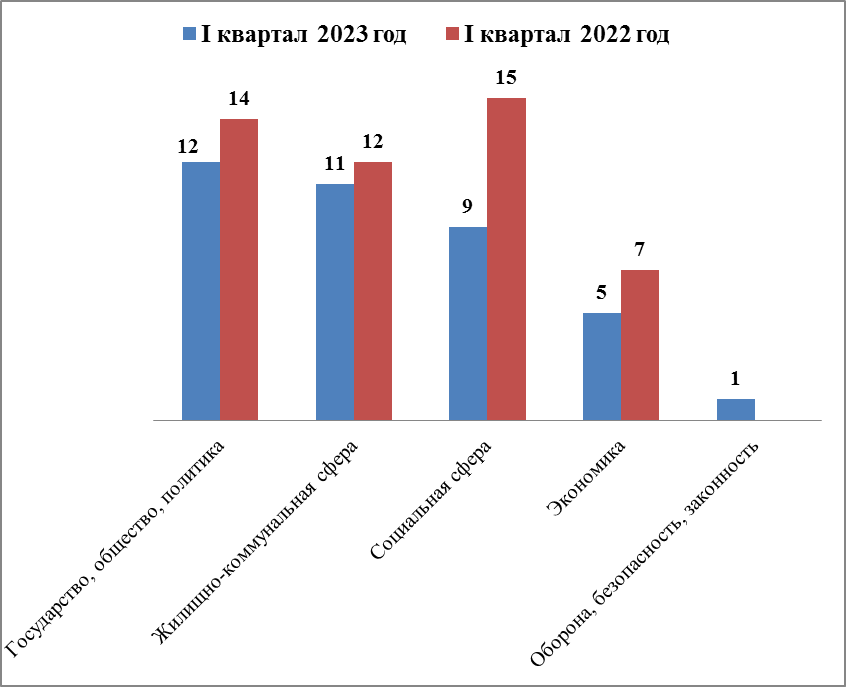 I квартал 2023 год
I квартал 2022 год
12
14
11
12
9
15
5
7
1
Государство, общество, политика
Жилищно-коммунальная сфера
Социальная сфера
Экономика
Оборона, безопасность, законность